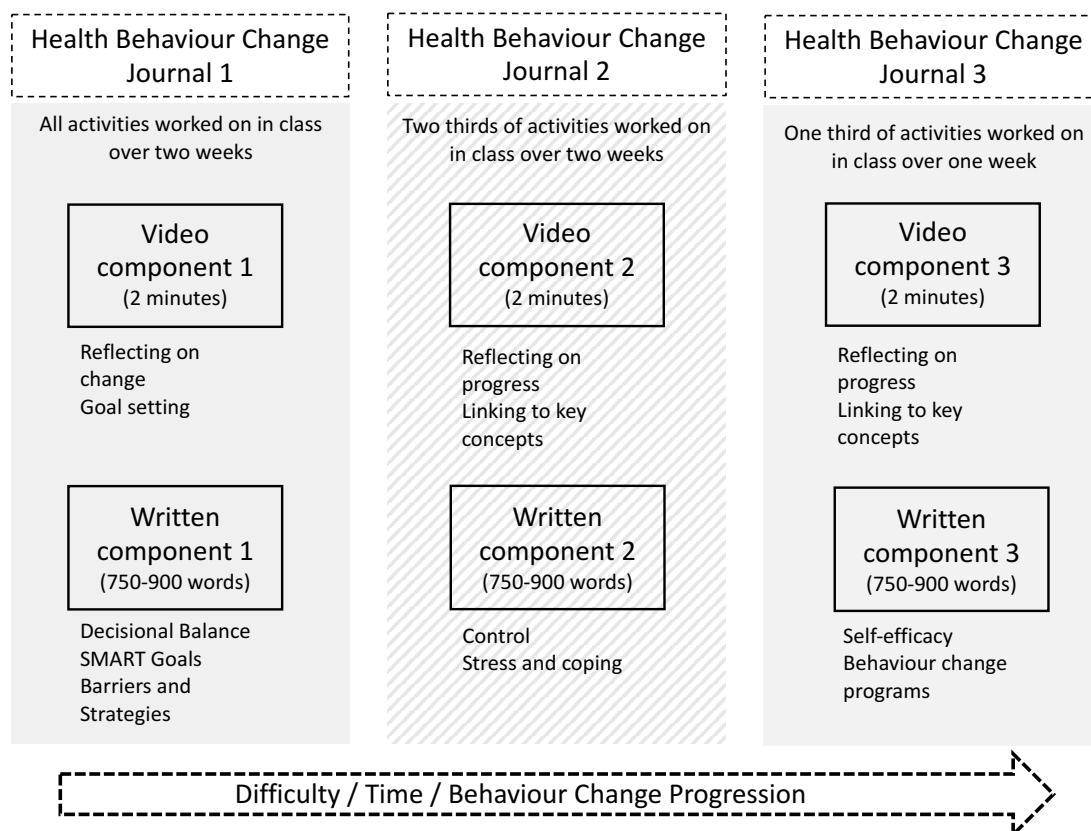 Health Behaviour Change
Journal 1
All activities worked on in class
over two weeks
Video
component 1
(2 minutes)
Reflecting on
change
Goal setting
Written
component 1
(750-900 words)
Decisional Balance
SMART Goals
Barriers and
Strategies
Health Behaviour Change
Journal 2
Two thirds of activities worked on
in class over two weeks
Video
component 2
(2 minutes)
Reflecting on
progress
Linking to key
concepts
Written
component 2
(750-900 words)
Control
Stress and coping
Health Behaviour Change
Journal 3
One third of activities worked on
in class over one week
Video
component 3
(2 minutes)
Reflecting on
progress
Linking to key
concepts
Written
component 3
(750-900 words)
Self-efficacy
Behaviour change
programs
Difficulty / Time / Behaviour Change Progression